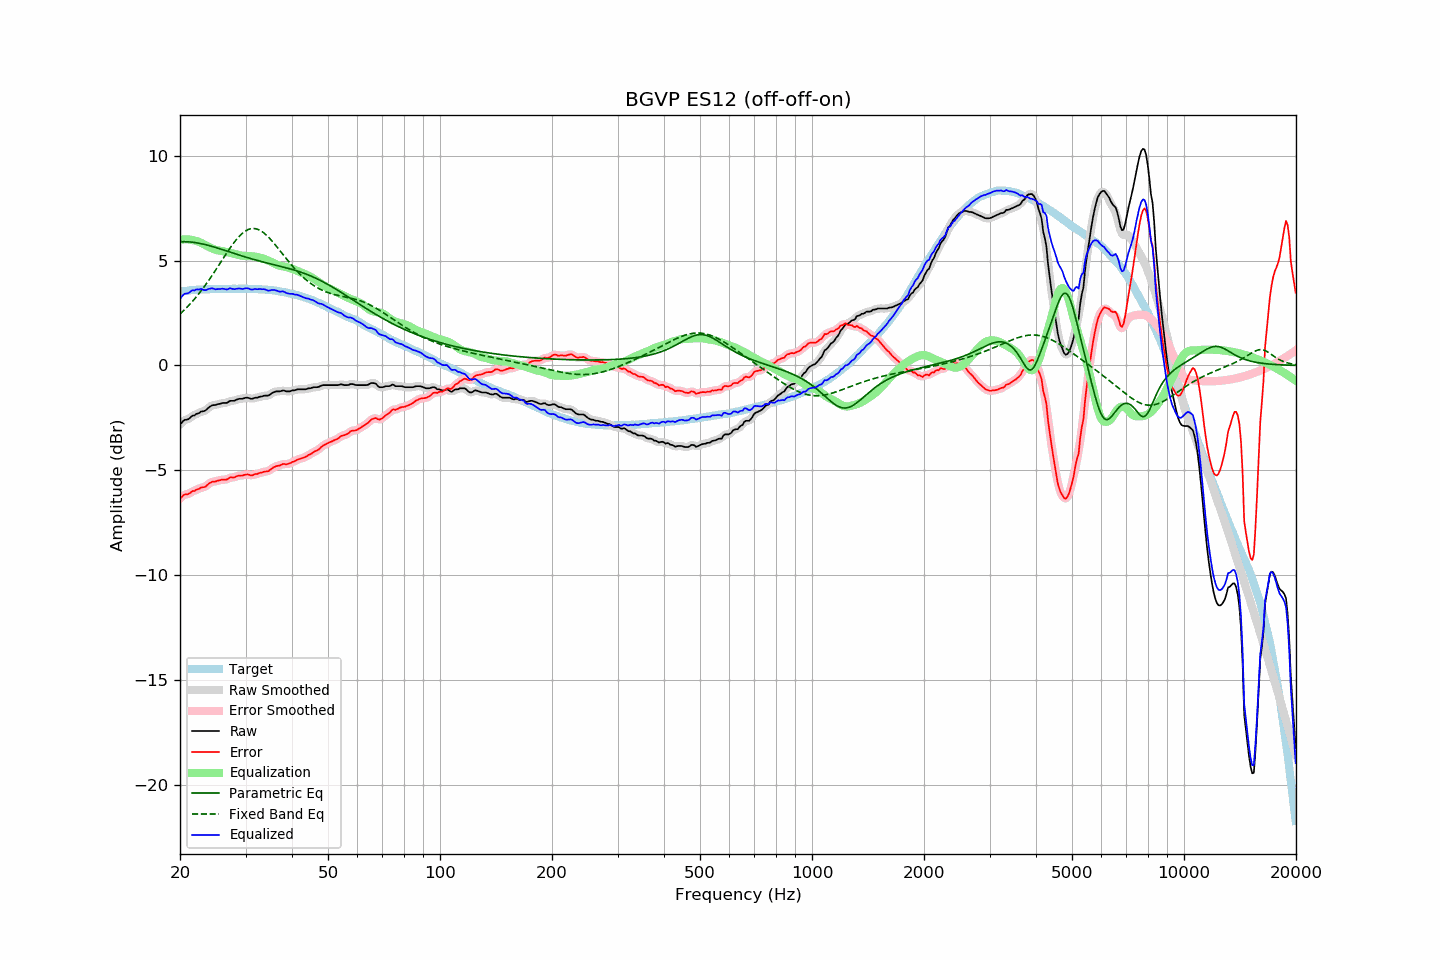 BGVP ES12 (off-off-on)
Amplitude (dBr)
10
5
0
−5
−10
−15
−20
Target
Raw Smoothed
Error Smoothed
Raw
Error
Equalization
Parametric Eq
Fixed Band Eq
Equalized
20 50 100 200 500 1000 2000 5000 10000 20000
Frequency (Hz)